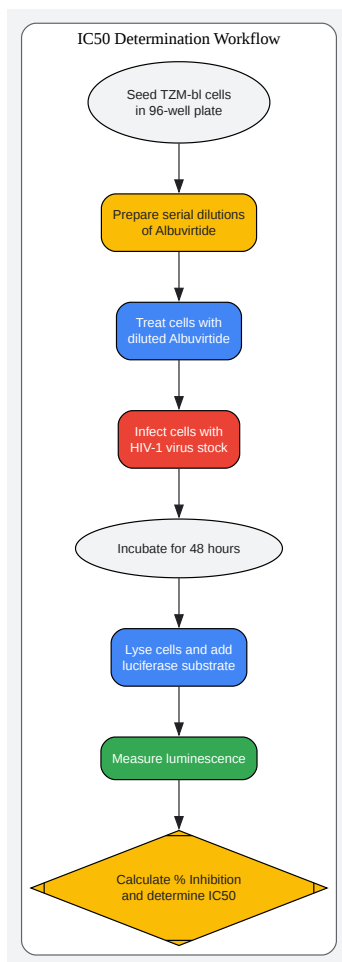 IC50 Determination Workflow
Seed TZM-bl cells
in 96-well plate
Prepare serial dilutions
of Albuvirtide
Treat cells with
diluted Albuvirtide
Infect cells with
HIV-1 virus stock
Incubate for 48 hours
Lyse cells and add
luciferase substrate
Measure luminescence
Calculate % Inhibition
and determine IC50